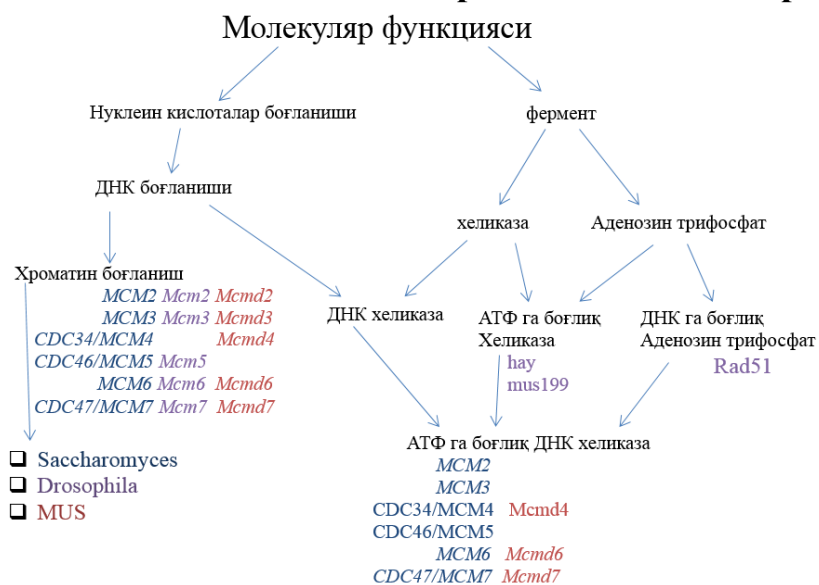 Молекуляр функцияси
Нуклеин кислоталар боғланиши
фермент
ДНК боғланиши
хеликаза
Аденозин трифосфат
Хроматин боғланиш
MCM2 Mcm2 Mcmd2
MCM3 Mcm3 Mcmd3
CDC34/MCM4 Mcmd4
CDC46/MCM5 Mcm5
MCM6 Mcm6 Mcmd6
CDC47/MCM7 Mcm7 Mcmd7
ДНК хеликаза
АТФ га боғлиқ
Хеликаза
hay
mus199
ДНК га боғлиқ
Аденозин трифосфат
Rad51
Saccharomyces
Drosophila
MUS
АТФ га боғлиқ ДНК хеликаза
MCM2
MCM3
CDC34/MCM4 Mcmd4
CDC46/MCM5
MCM6 Mcmd6
CDC47/MCM7 Mcmd7